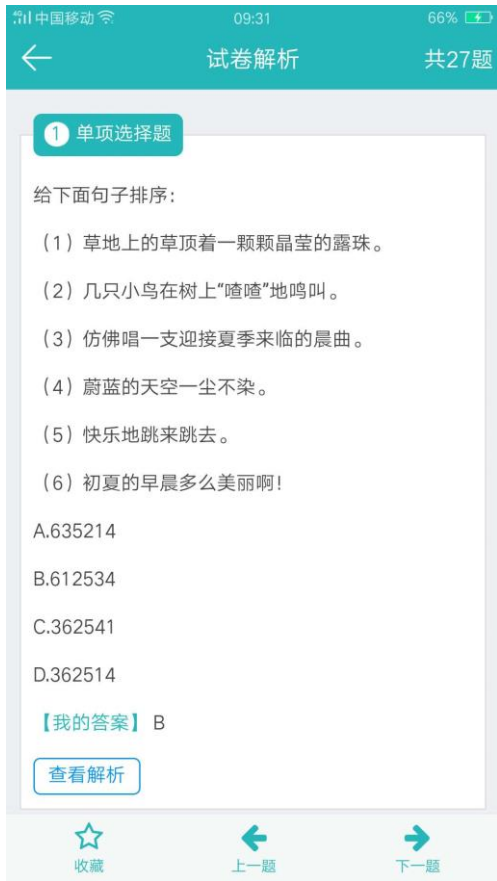 中国移动 09:31 66%
试卷解析 共27题
1 单项选择题
给下面句子排序：
（1）草地上的草顶着一颗颗晶莹的露珠。
（2）几只小鸟在树上“喳喳”地鸣叫。
（3）仿佛唱一支迎接夏季来临的晨曲。
（4）蔚蓝的天空一尘不染。
（5）快乐地跳来跳去。
（6）初夏的早晨多么美丽啊！
A.635214
B.612534
C.362541
D.362514
【我的答案】 B
查看解析
收藏 上一题 下一题